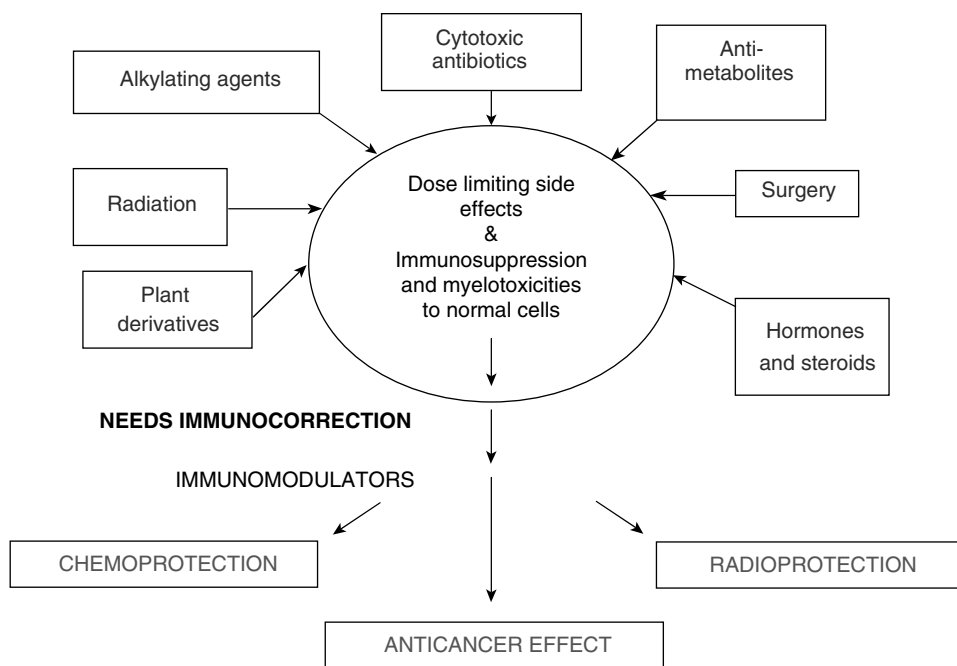 Cytotoxic
antibiotics
Anti-
metabolites
Alkylating agents
Radiation
Surgery
Plant
derivatives
Dose limiting side
effects
&
Immunosuppression
and myelotoxicities
to normal cells
Hormones
and steroids
NEEDS IMMUNOCORRECTION
IMMUNOMODULATORS
CHEMOPROTECTION
RADIOPROTECTION
ANTICANCER EFFECT